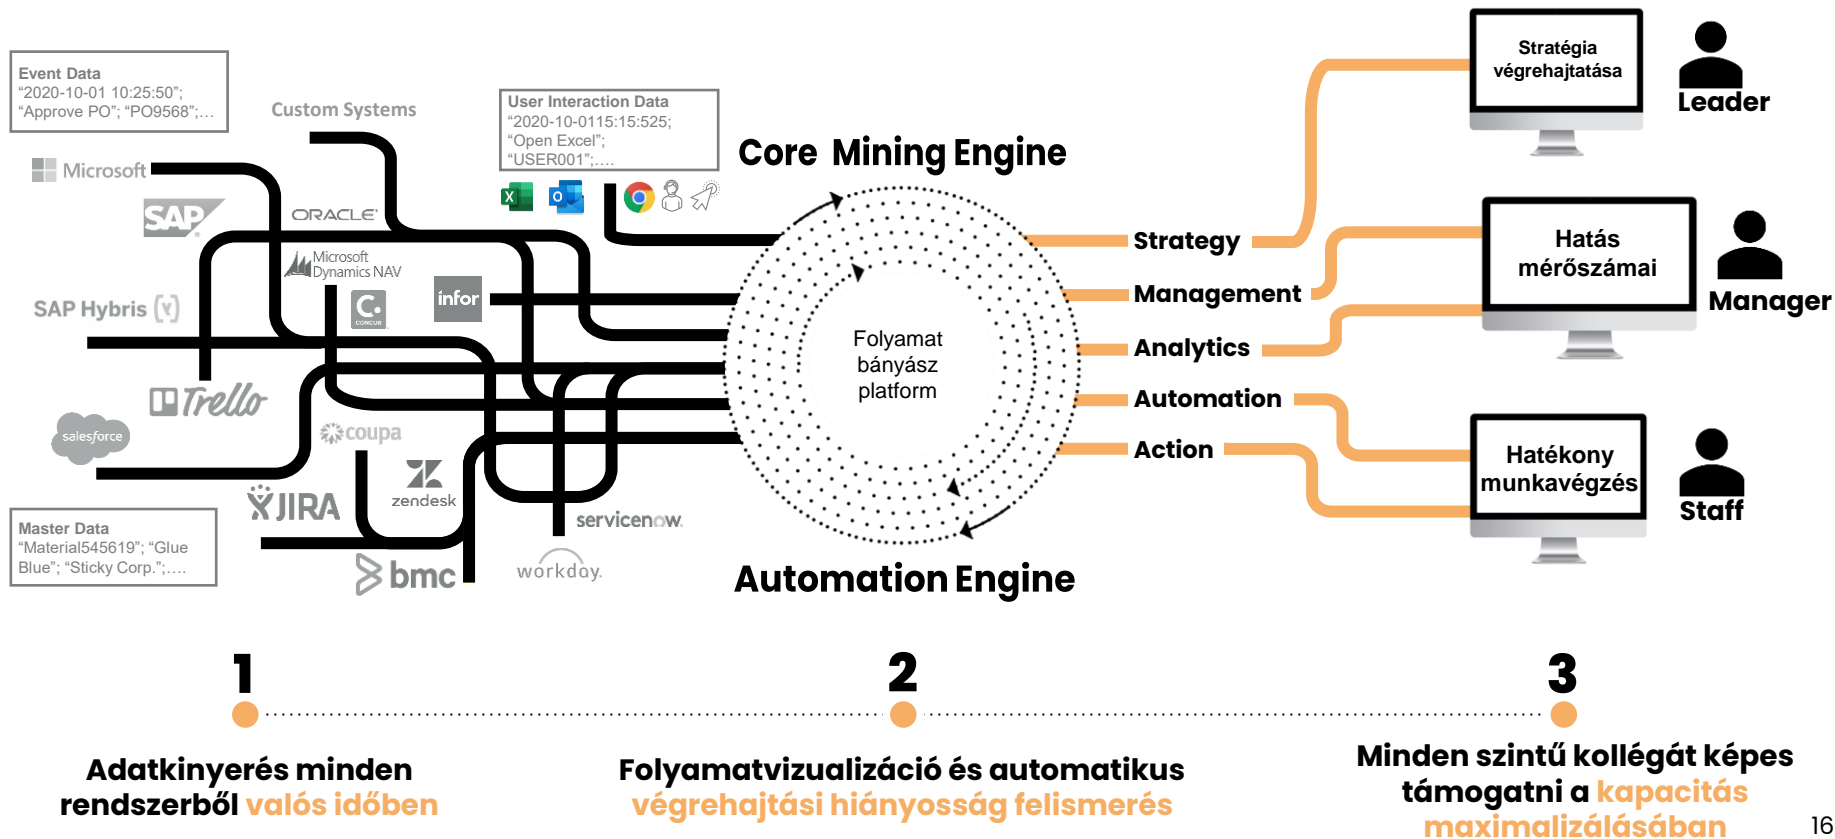 Event Data
“2020-10-01 10:25:50”;
“Approve PO”; “PO9568”;…
Custom Systems
User Interaction Data
“2020-10-0115:15:525;
“Open Excel”;
“USER001”;….
Microsoft
SAP
ORACLE
Microsoft
Dynamics NAV
SAP Hybris (Y)
C.
CONCUR
infor
Trello
salesforce
coupa
JIRA
zendesk
servicenow.
bmc
workday.
Master Data
“Material545619”; “Glue
Blue”; “Sticky Corp.”;….
Core Mining Engine
Folyamat
bányász
platform
Automation Engine
Strategy
Management
Analytics
Automation
Action
Stratégia
végrehajtatása
Leader
Hatás
mérőszámai
Manager
Hatékony
munkavégzés
Staff
1
Adatkinyerés minden
rendszerből valós időben
2
Folyamatvizualizáció és automatikus
végrehajtási hiányosság felismerés
3
Minden szintű kollégát képes
támogatni a kapacitás
maximalizálásában
16